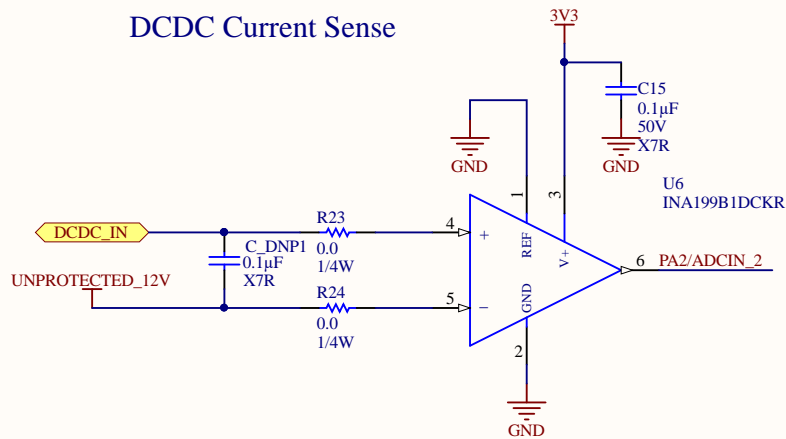 DCDC Current Sense
3V3
C15
0.1µF
50V
X7R
GND
GND
U6
INA199B1DCKR
1
3
DCDC_IN
R23
0.0
1/4W
4
+
REF
V+
C_DNP1
0.1µF
X7R
6
PA2/ADCIN_2
UNPROTECTED_12V
R24
0.0
1/4W
5
−
GND
2
GND